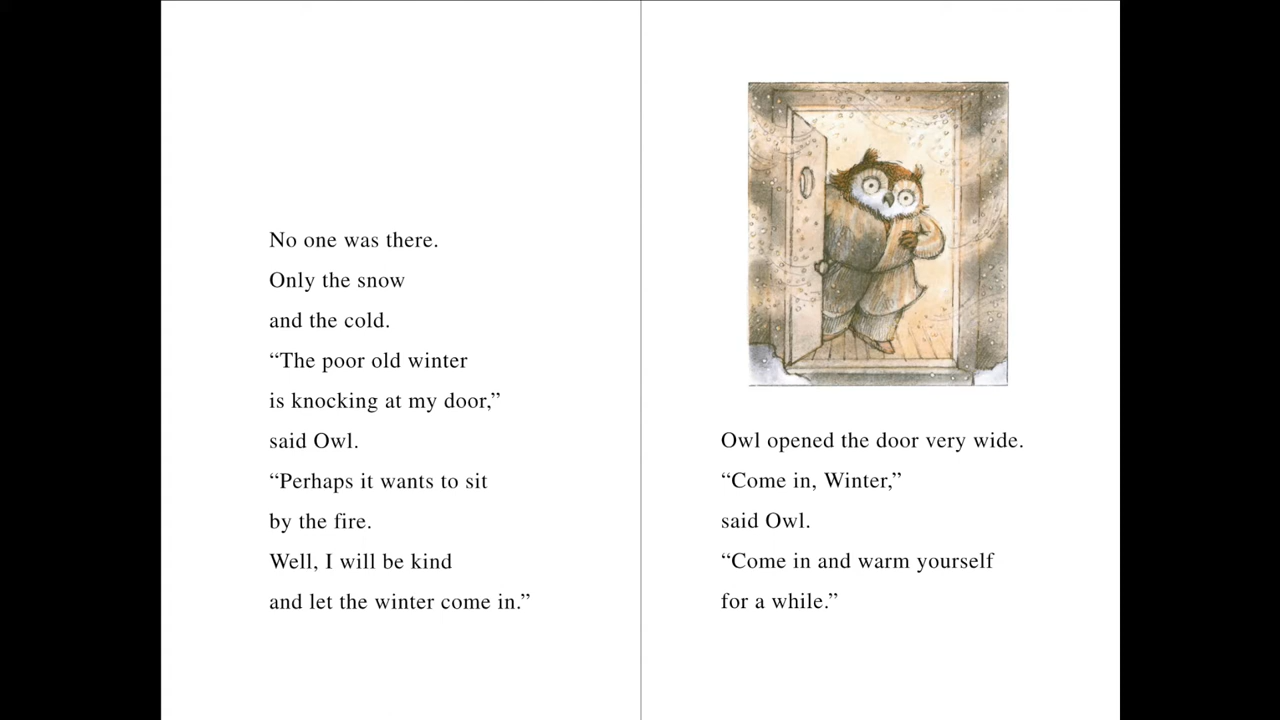 No one was there.
Only the snow
and the cold.
“The poor old winter
is knocking at my door,”
said Owl.
“Perhaps it wants to sit
by the fire.
Well, I will be kind
and let the winter come in.”
Owl opened the door very wide.
“Come in, Winter,”
said Owl.
“Come in and warm yourself
for a while.”